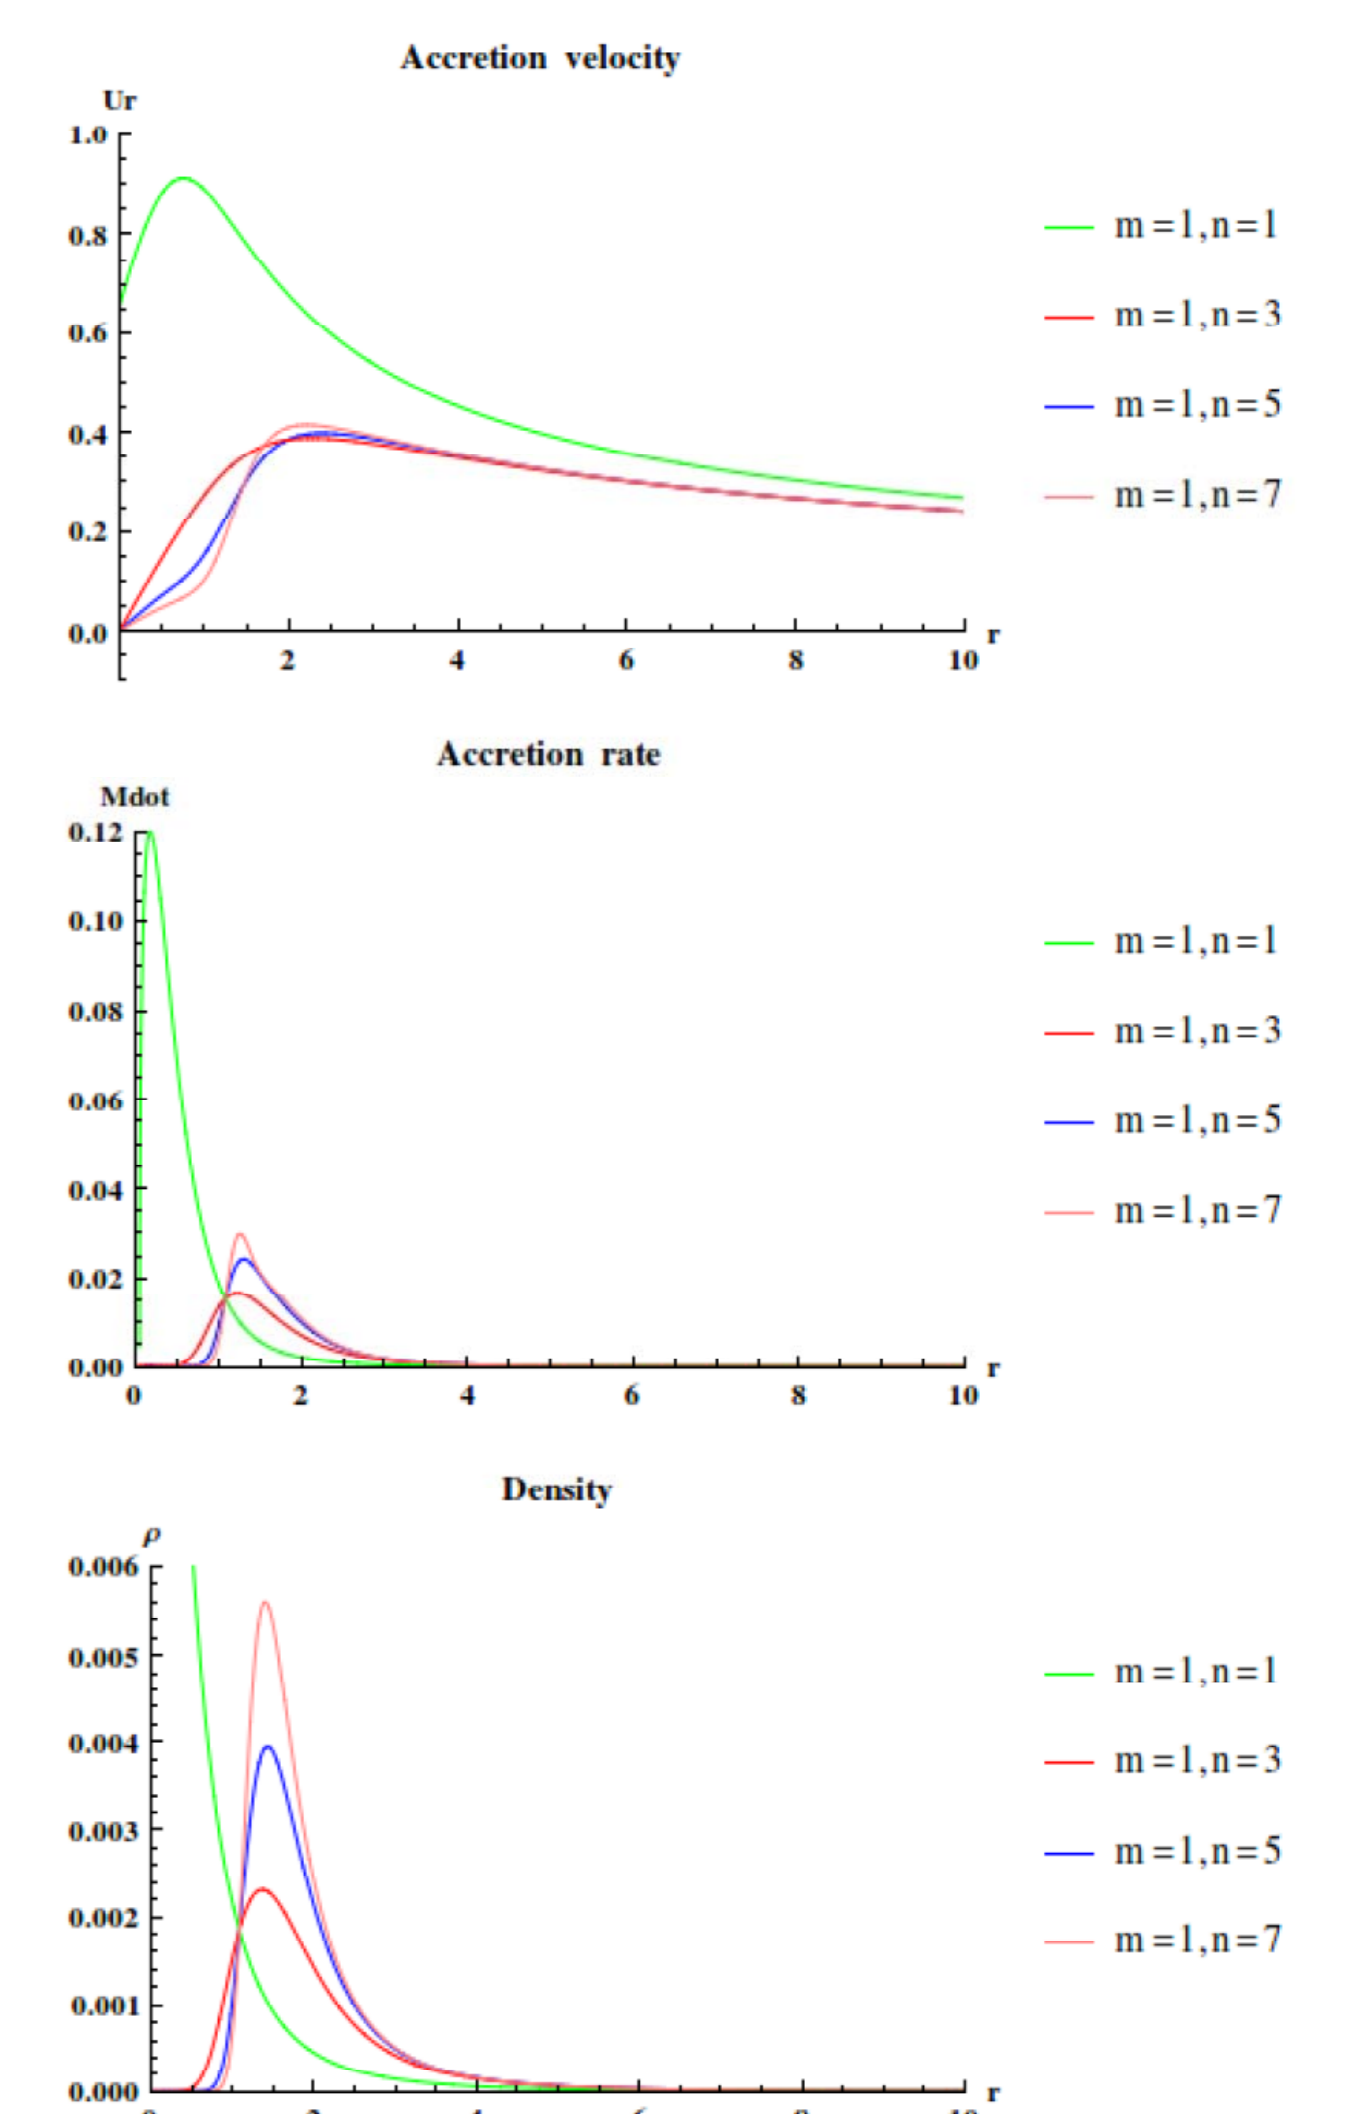 Accretion velocity
Ur
1.0
0.8
0.6
0.4
0.2
0.0
2 4 6 8 10 r
m=1,n=1
m=1,n=3
m=1,n=5
m=1,n=7
Accretion rate
Mdot
0.12
0.10
0.08
0.06
0.04
0.02
0.00
0 2 4 6 8 10 r
m=1,n=1
m=1,n=3
m=1,n=5
m=1,n=7
Density
ρ
0.006
0.005
0.004
0.003
0.002
0.001
0.000
r
m=1,n=1
m=1,n=3
m=1,n=5
m=1,n=7